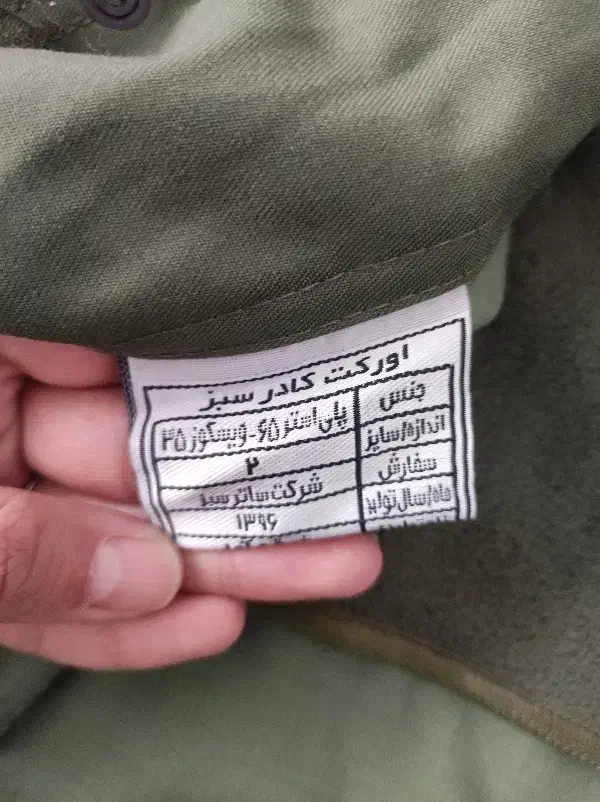 اورکت کادر سبز
جنس پلی استر ۶۵-ویسکوز ۳۵
اندازه/سایز ۲
سفارش شرکت ساتر سبز
ماه/سال تولید ۱۳۹۶